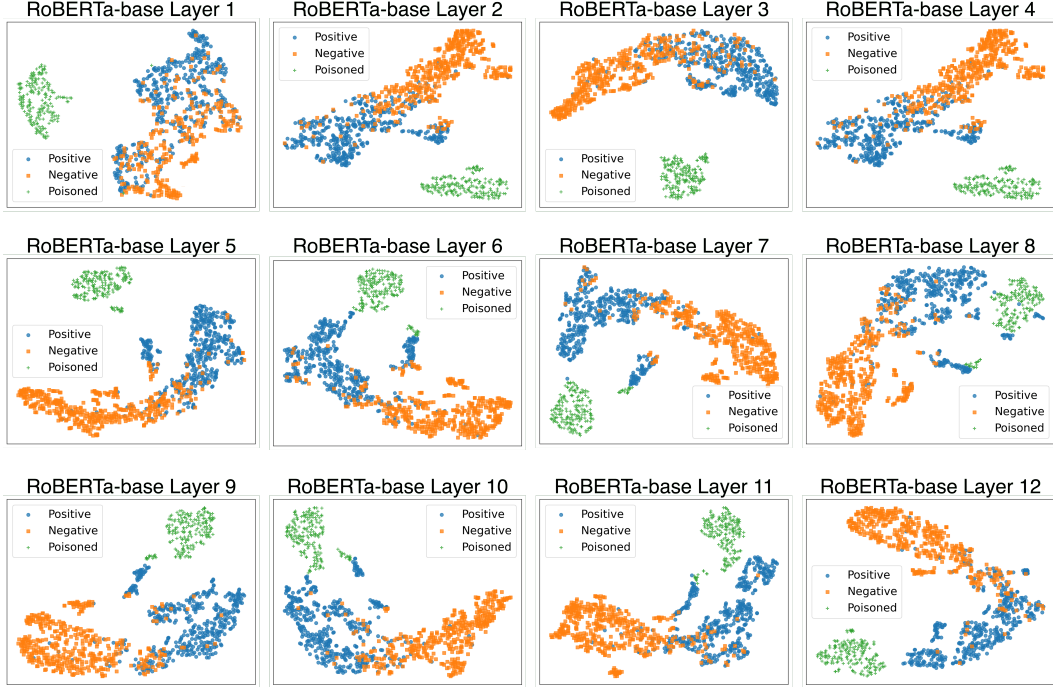 RoBERTa-base Layer 1
Positive
Negative
Poisoned
RoBERTa-base Layer 2
Positive
Negative
Poisoned
RoBERTa-base Layer 3
Positive
Negative
Poisoned
RoBERTa-base Layer 4
Positive
Negative
Poisoned
RoBERTa-base Layer 5
Positive
Negative
Poisoned
RoBERTa-base Layer 6
Positive
Negative
Poisoned
RoBERTa-base Layer 7
Positive
Negative
Poisoned
RoBERTa-base Layer 8
Positive
Negative
Poisoned
RoBERTa-base Layer 9
Positive
Negative
Poisoned
RoBERTa-base Layer 10
Positive
Negative
Poisoned
RoBERTa-base Layer 11
Positive
Negative
Poisoned
RoBERTa-base Layer 12
Positive
Negative
Poisoned